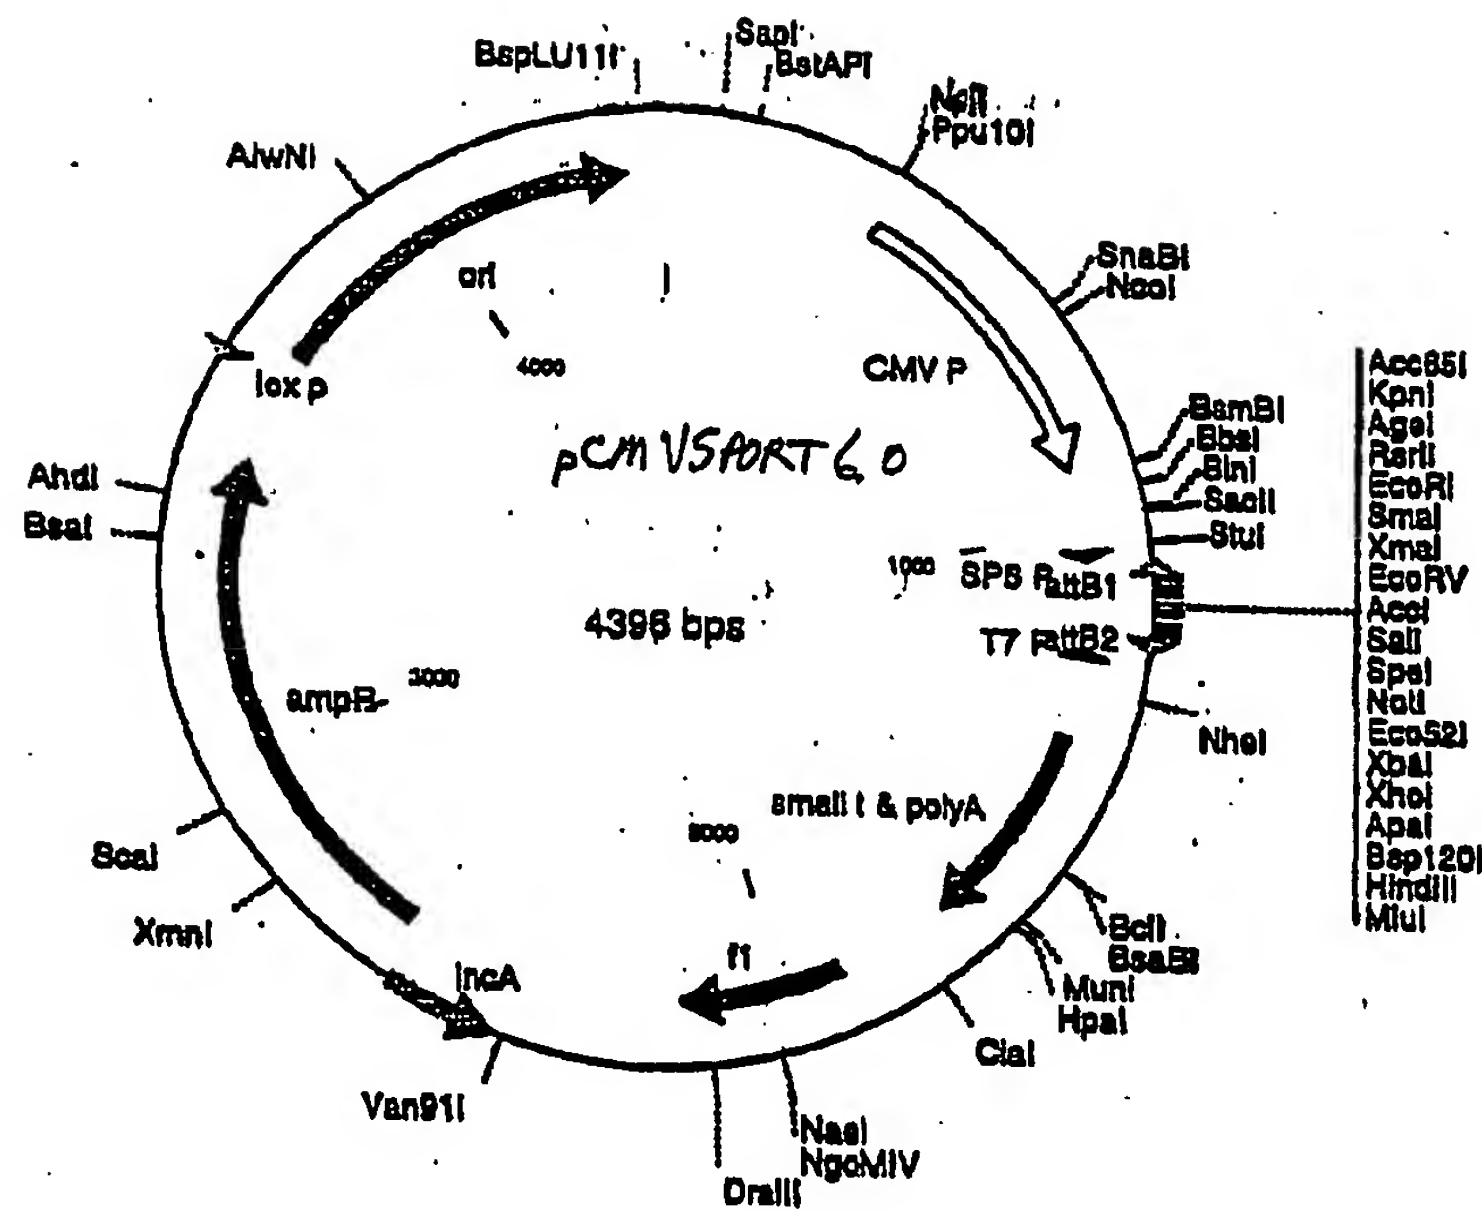 BspLU11I
SapI
BstAPI
Ppu10I
AlwNI
SnaBI
NcoI
ori
4000
CMV P
lox p
pCMVSPORT 6.0
BsmBI
BbsI
BlnI
SacII
StuI
AhdI
BsaI
1000
SP6 P
attB1
4396 bps
T7 P
attB2
Acc65I
KpnI
AgeI
RsrII
EcoRI
SmaI
XmaI
EcoRV
AccI
SalI
SpeI
NotI
Eco52I
XbaI
XhoI
ApaI
Bsp120I
HindIII
MluI
ampR
3000
NheI
small t & polyA
2000
ScaI
XmnI
BclI
BsaBI
MunI
HpaI
ClaI
f1
incA
Van91I
NaeI
NgoMIV
DraIII